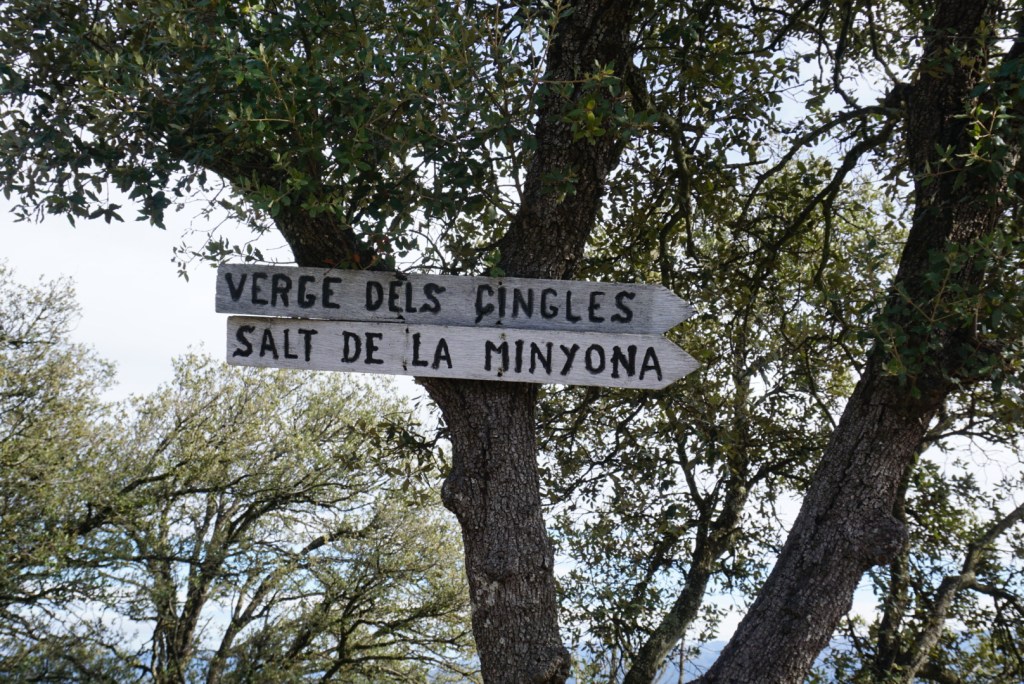 VERGE DELS ÇINGLES
SALT DE LA MINYONA